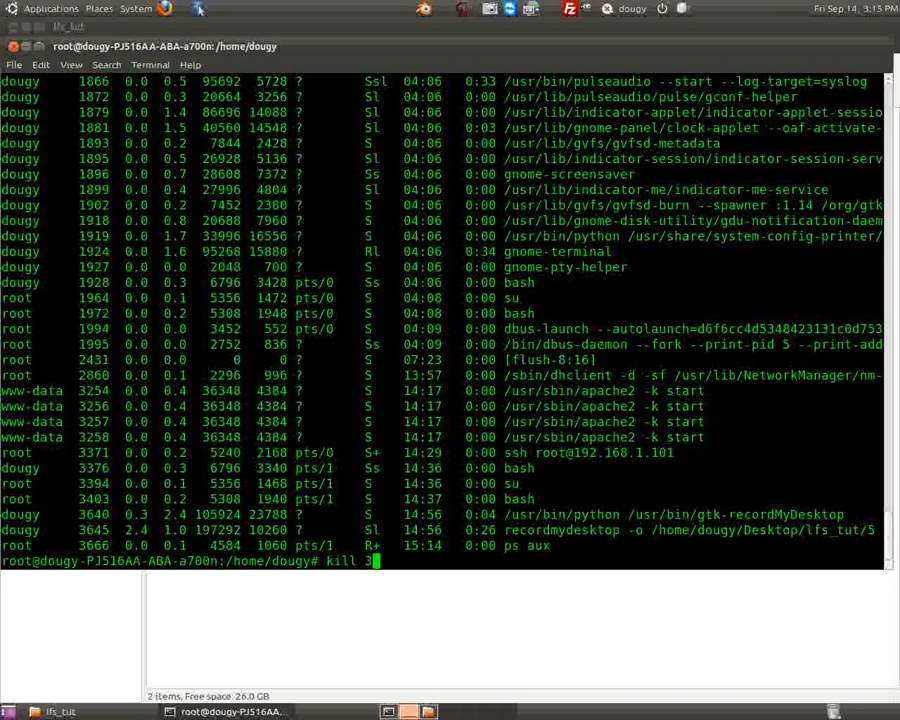 Applications Places System dougy Fri Sep 14, 3:15 PM
lfs_tut
root@dougy-PJ516AA-ABA-a700n: /home/dougy
File Edit View Search Terminal Help
dougy 1866 0.0 0.5 95692 5728 ? Ssl 04:06 0:33 /usr/bin/pulseaudio --start --log-target=syslog
dougy 1872 0.0 0.3 20664 3256 ? Sl 04:06 0:00 /usr/lib/pulseaudio/pulse/gconf-helper
dougy 1879 0.0 1.4 86696 14088 ? Sl 04:06 0:00 /usr/lib/indicator-applet/indicator-applet-sessio
dougy 1881 0.0 1.5 40560 14548 ? Sl 04:06 0:03 /usr/lib/gnome-panel/clock-applet --oaf-activate-
dougy 1893 0.0 0.2 7844 2428 ? S 04:06 0:00 /usr/lib/gvfs/gvfsd-metadata
dougy 1895 0.0 0.5 26928 5136 ? Sl 04:06 0:00 /usr/lib/indicator-session/indicator-session-serv
dougy 1896 0.0 0.7 28608 7372 ? Ss 04:06 0:00 gnome-screensaver
dougy 1899 0.0 0.4 27996 4804 ? Sl 04:06 0:00 /usr/lib/indicator-me/indicator-me-service
dougy 1902 0.0 0.2 7452 2380 ? S 04:06 0:00 /usr/lib/gvfs/gvfsd-burn --spawner :1.14 /org/gtk
dougy 1918 0.0 0.8 20688 7960 ? S 04:06 0:00 /usr/lib/gnome-disk-utility/gdu-notification-daem
dougy 1919 0.0 1.7 33996 16556 ? S 04:06 0:00 /usr/bin/python /usr/share/system-config-printer/
dougy 1924 0.0 1.6 95268 15880 ? Rl 04:06 0:34 gnome-terminal
dougy 1927 0.0 0.0 2048 700 ? S 04:06 0:00 gnome-pty-helper
dougy 1928 0.0 0.3 6796 3428 pts/0 Ss 04:06 0:00 bash
root 1964 0.0 0.1 5356 1472 pts/0 S 04:08 0:00 su
root 1972 0.0 0.2 5308 1948 pts/0 S 04:08 0:00 bash
root 1994 0.0 0.0 3452 552 pts/0 S 04:09 0:00 dbus-launch --autolaunch=d6f6cc4d5348423131c0d753
root 1995 0.0 0.0 2752 836 ? Ss 04:09 0:00 /bin/dbus-daemon --fork --print-pid 5 --print-add
root 2431 0.0 0.0 0 0 ? S 07:23 0:00 [flush-8:16]
root 2860 0.0 0.1 2296 996 ? S 13:57 0:00 /sbin/dhclient -d -sf /usr/lib/NetworkManager/nm-
www-data 3254 0.0 0.4 36348 4384 ? S 14:17 0:00 /usr/sbin/apache2 -k start
www-data 3256 0.0 0.4 36348 4384 ? S 14:17 0:00 /usr/sbin/apache2 -k start
www-data 3257 0.0 0.4 36348 4384 ? S 14:17 0:00 /usr/sbin/apache2 -k start
www-data 3258 0.0 0.4 36348 4384 ? S 14:17 0:00 /usr/sbin/apache2 -k start
root 3371 0.0 0.2 5240 2168 pts/0 S+ 14:29 0:00 ssh root@192.168.1.101
dougy 3376 0.0 0.3 6796 3340 pts/1 Ss 14:36 0:00 bash
root 3394 0.0 0.1 5356 1468 pts/1 S 14:36 0:00 su
root 3403 0.0 0.2 5308 1940 pts/1 S 14:37 0:00 bash
dougy 3640 0.3 2.4 105924 23788 ? S 14:56 0:04 /usr/bin/python /usr/bin/gtk-recordMyDesktop
dougy 3645 2.4 1.0 197292 10260 ? Sl 14:56 0:26 recordmydesktop -o /home/dougy/Desktop/lfs_tut/5
root 3666 0.0 0.1 4584 1060 pts/1 R+ 15:14 0:00 ps aux
root@dougy-PJ516AA-ABA-a700n:/home/dougy# kill 3
2 items, Free space: 26.0 GB
lfs_tut root@dougy-PJ516AA...